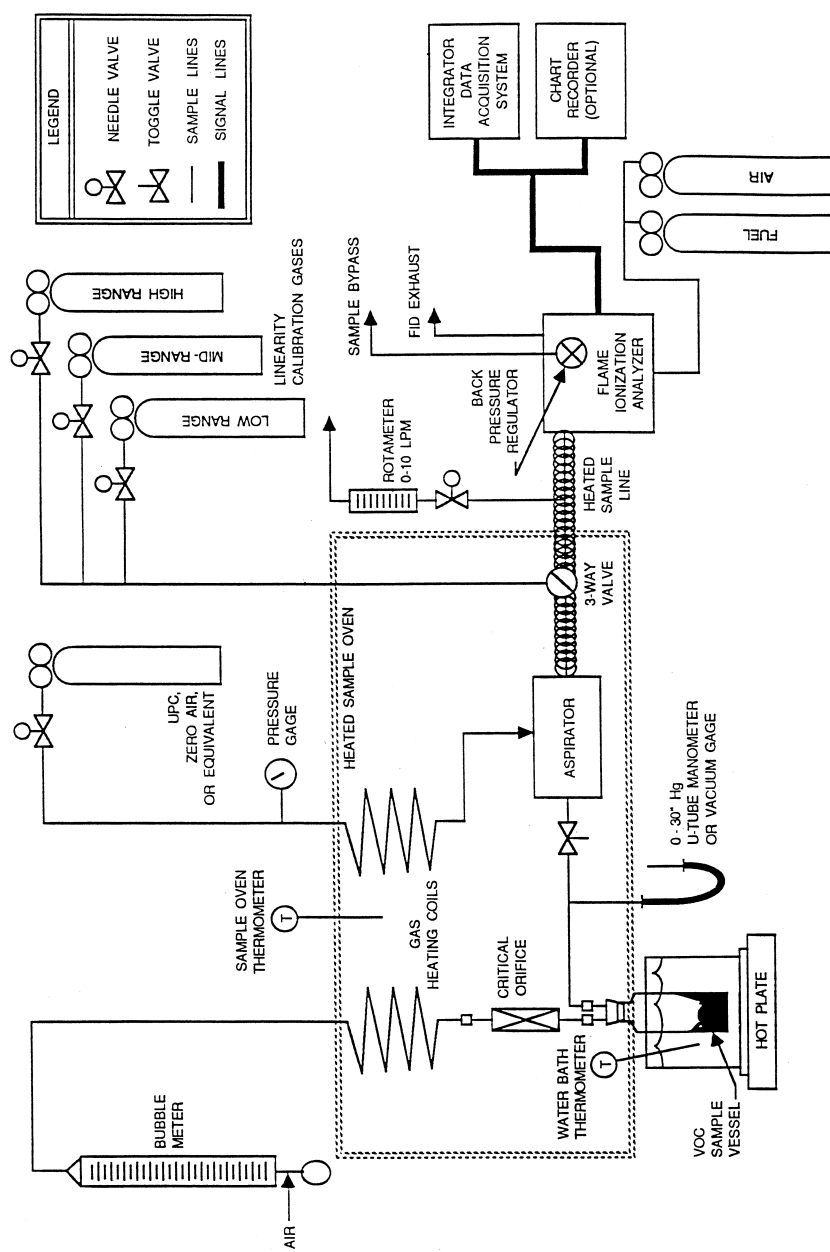 LEGEND
NEEDLE VALVE
TOGGLE VALVE
SAMPLE LINES
SIGNAL LINES
HIGH RANGE
MID-RANGE
LOW RANGE
LINEARITY
CALIBRATION GASES
UPC,
ZERO AIR,
OR EQUIVALENT
PRESSURE
GAGE
HEATED SAMPLE OVEN
SAMPLE OVEN
THERMOMETER
T
GAS
HEATING COILS
BUBBLE
METER
AIR
CRITICAL
ORIFICE
WATER BATH
THERMOMETER
T
VOC
SAMPLE
VESSEL
HOT PLATE
0 - 30" Hg
U-TUBE MANOMETER
OR VACUUM GAGE
ASPIRATOR
3-WAY
VALVE
HEATED
SAMPLE
LINE
ROTAMETER
0-10 LPM
BACK
PRESSURE
REGULATOR
SAMPLE BYPASS
FID EXHAUST
FLAME
IONIZATION
ANALYZER
INTEGRATOR
DATA
ACQUISITION
SYSTEM
CHART
RECORDER
(OPTIONAL)
FUEL
AIR